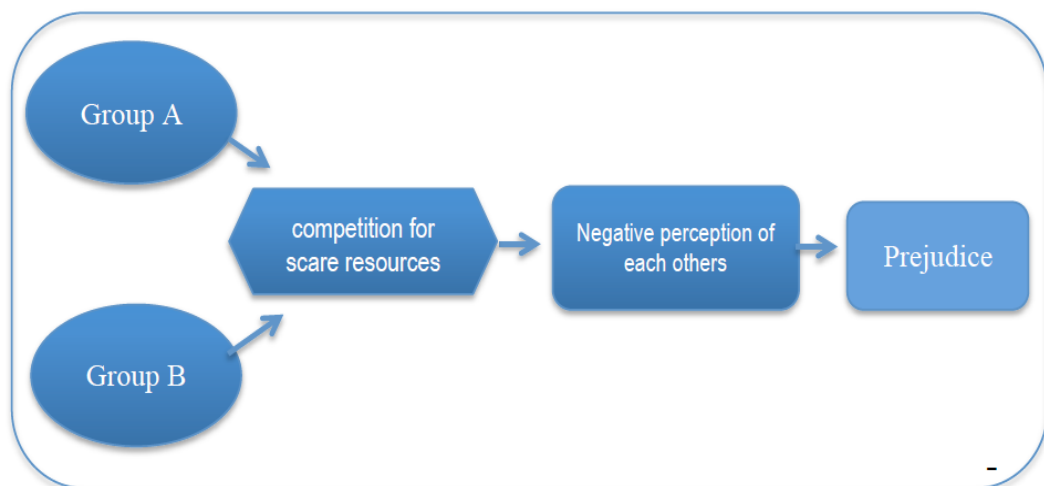 Group A
competition for
scare resources
Negative perception of
each others
Prejudice
Group B
-